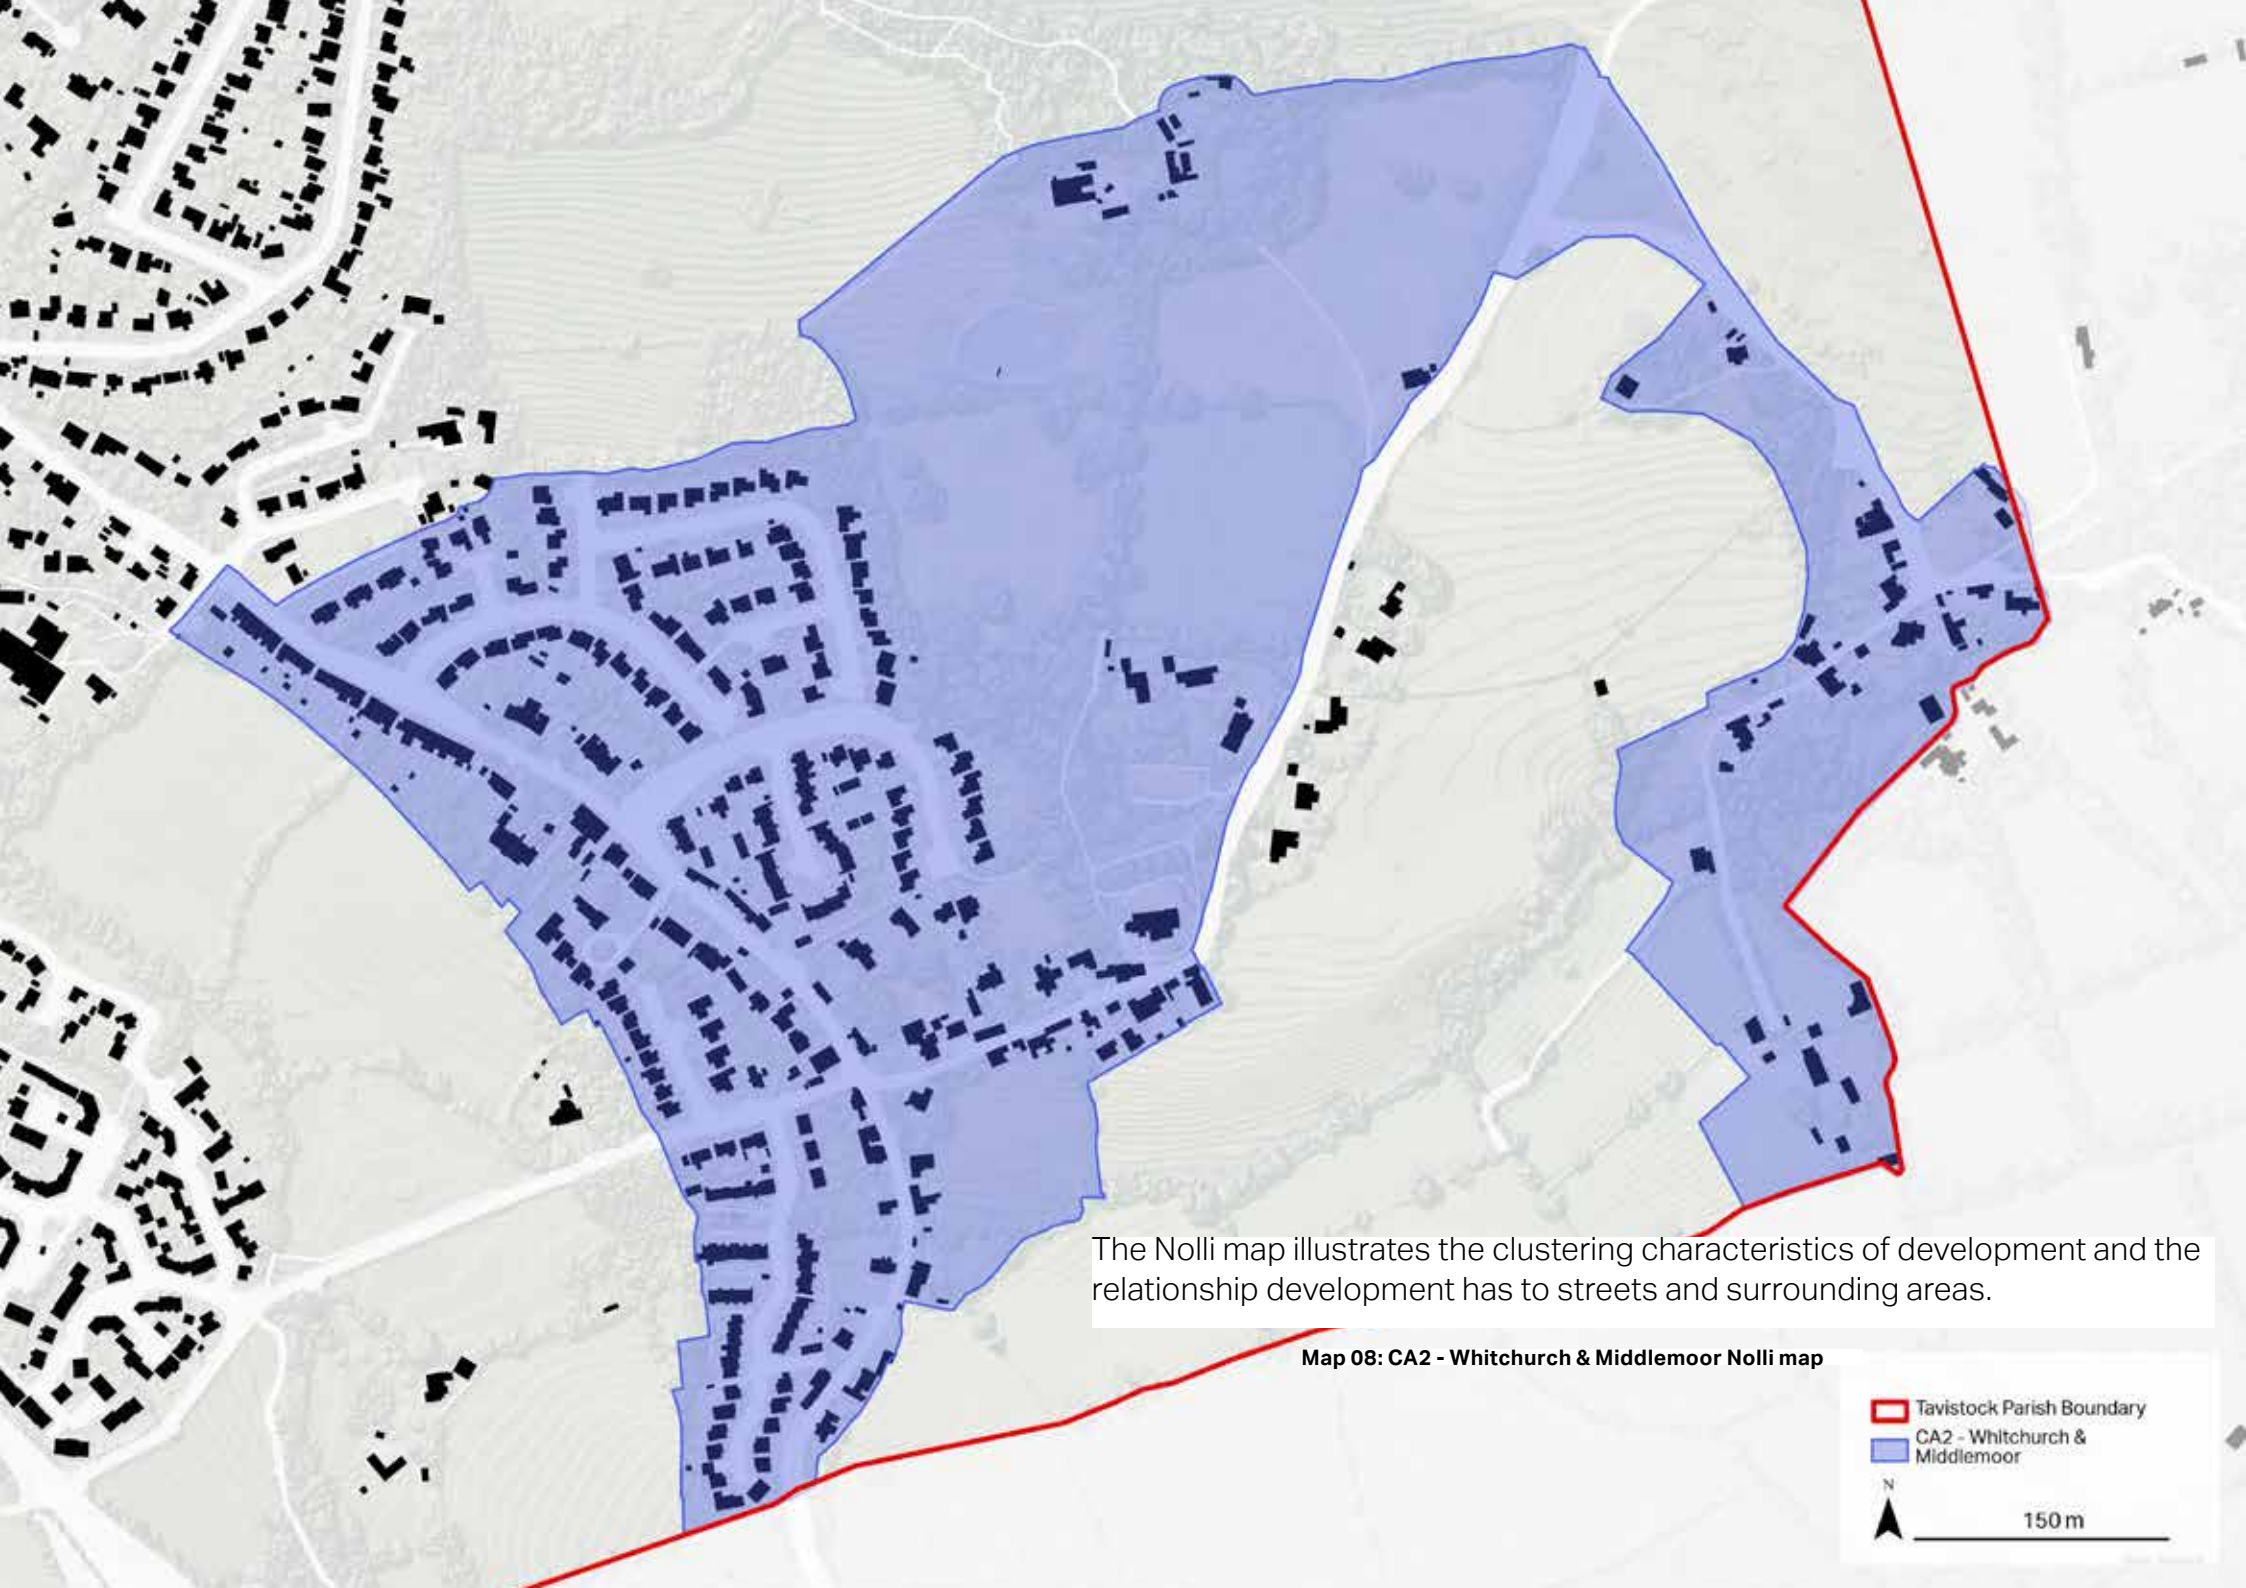 The Nolli map illustrates the clustering characteristics of development and the
relationship development has to streets and surrounding areas.
Map 08: CA2 - Whitchurch & Middlemoor Nolli map
Tavistock Parish Boundary
CA2 - Whitchurch &
Middlemoor
N
150 m